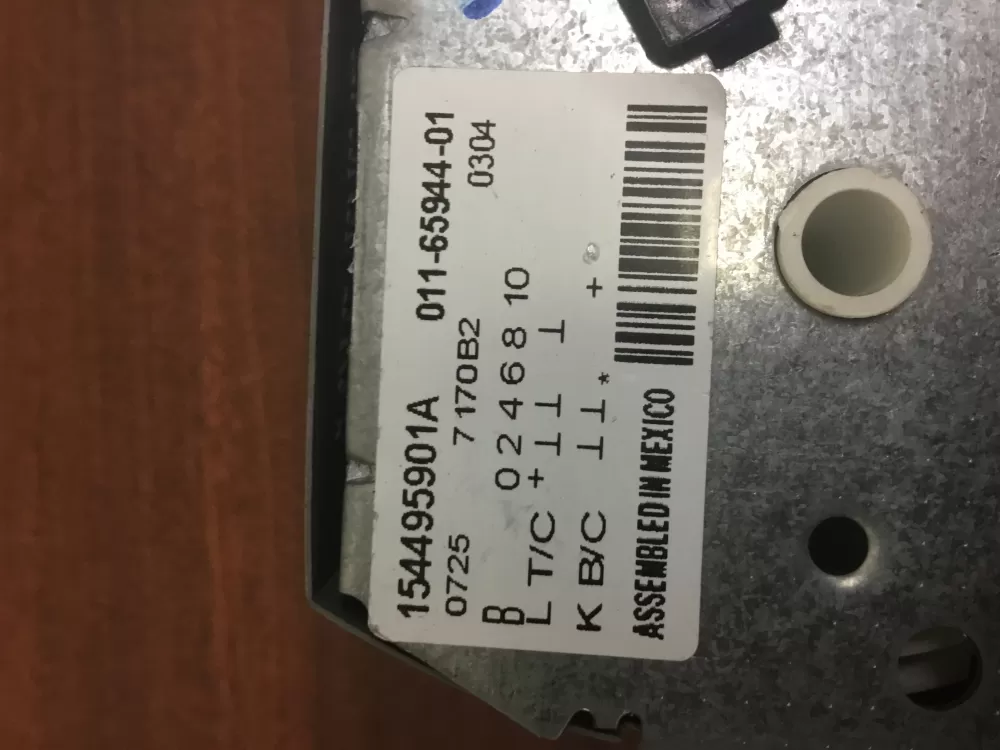 154495901A 011-65944-01
0725 7170B2 0304
B 0 2 4 6 8 10
L T/C + ⊥ ⊥ ⊥
K B/C ⊥ ⊥* +
ASSEMBLED IN MEXICO